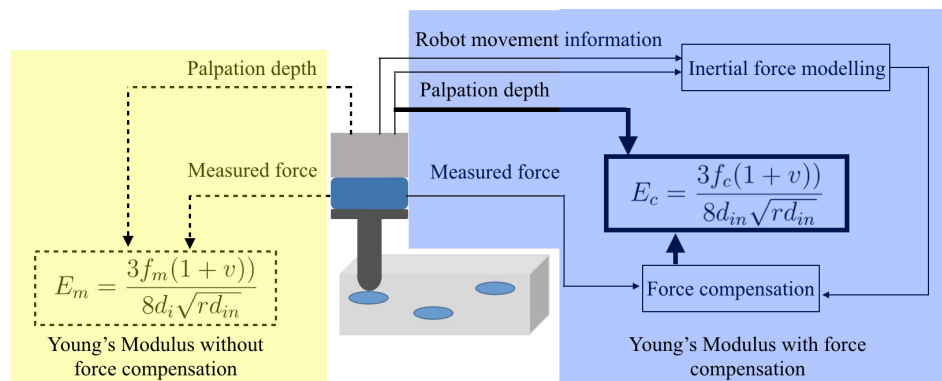 Robot movement information
Inertial force modelling
Palpation depth
Palpation depth
Measured force
Measured force
E_c = \frac{3f_c(1 + v))}{8d_{in}\sqrt{rd_{in}}}
E_m = \frac{3f_m(1 + v))}{8d_i\sqrt{rd_{in}}}
Force compensation
Young's Modulus without
force compensation
Young's Modulus with force
compensation